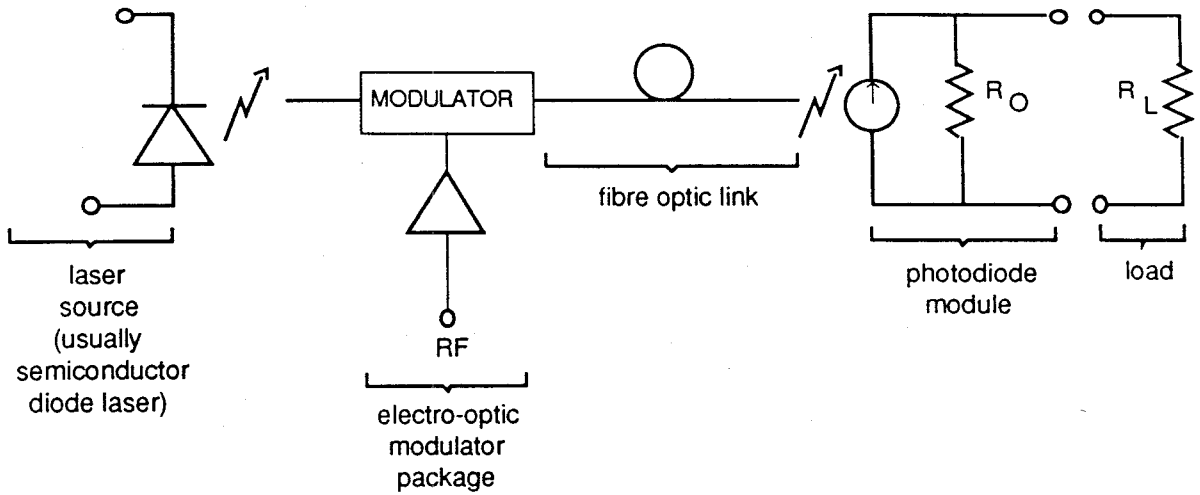 MODULATOR
R O
R L
fibre optic link
laser
source
(usually
semiconductor
diode laser)
RF
electro-optic
modulator
package
photodiode
module
load